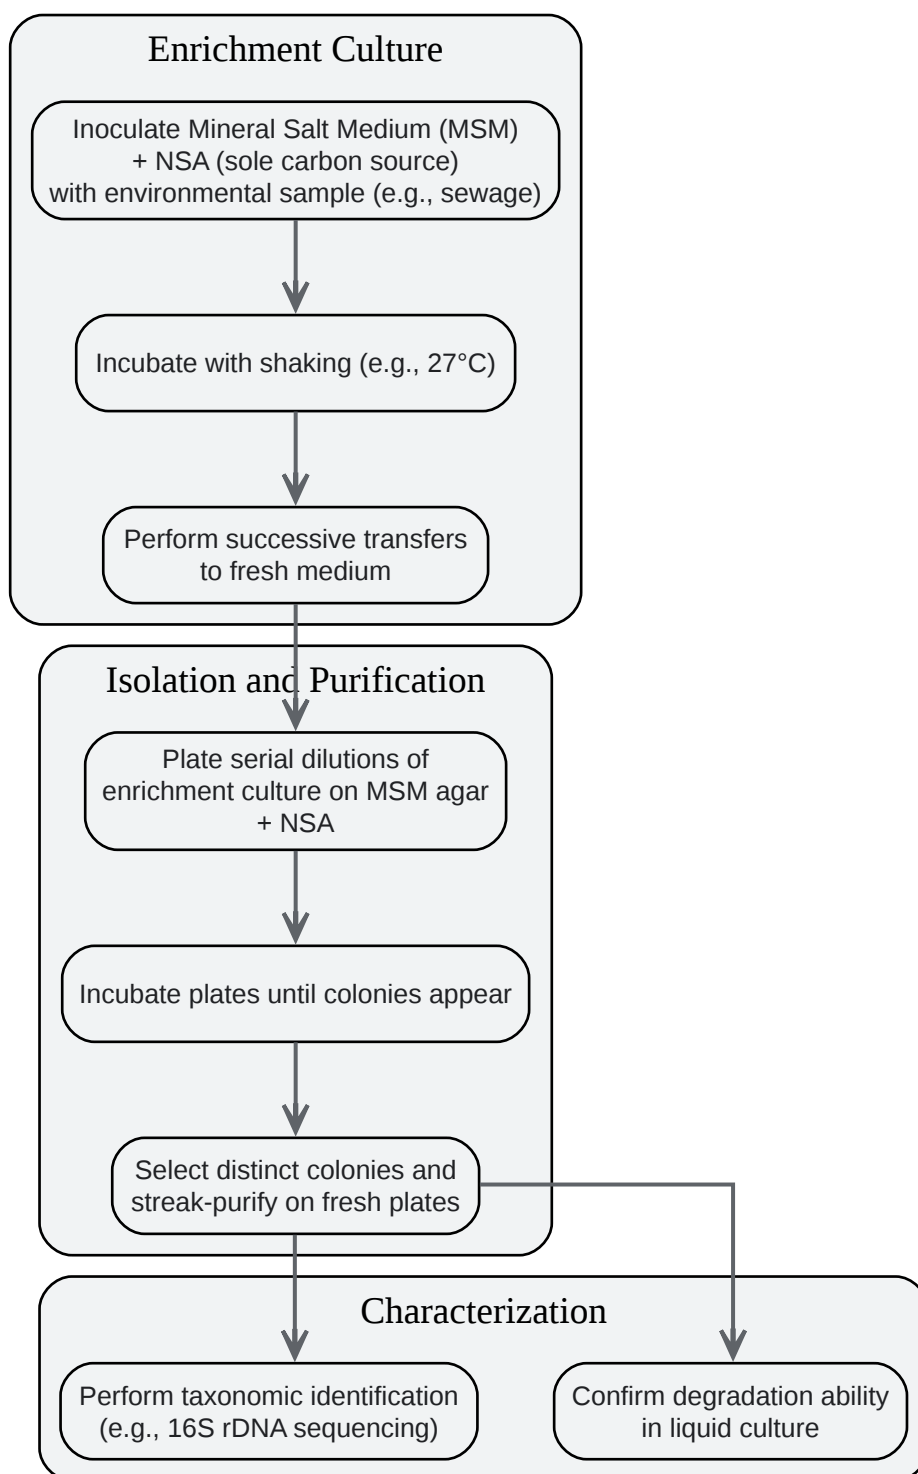 Enrichment Culture
Inoculate Mineral Salt Medium (MSM)
+ NSA (sole carbon source)
with environmental sample (e.g., sewage)
Incubate with shaking (e.g., 27°C)
Perform successive transfers
to fresh medium
Isolation and Purification
Plate serial dilutions of
enrichment culture on MSM agar
+ NSA
Incubate plates until colonies appear
Select distinct colonies and
streak-purify on fresh plates
Characterization
Perform taxonomic identification
(e.g., 16S rDNA sequencing)
Confirm degradation ability
in liquid culture